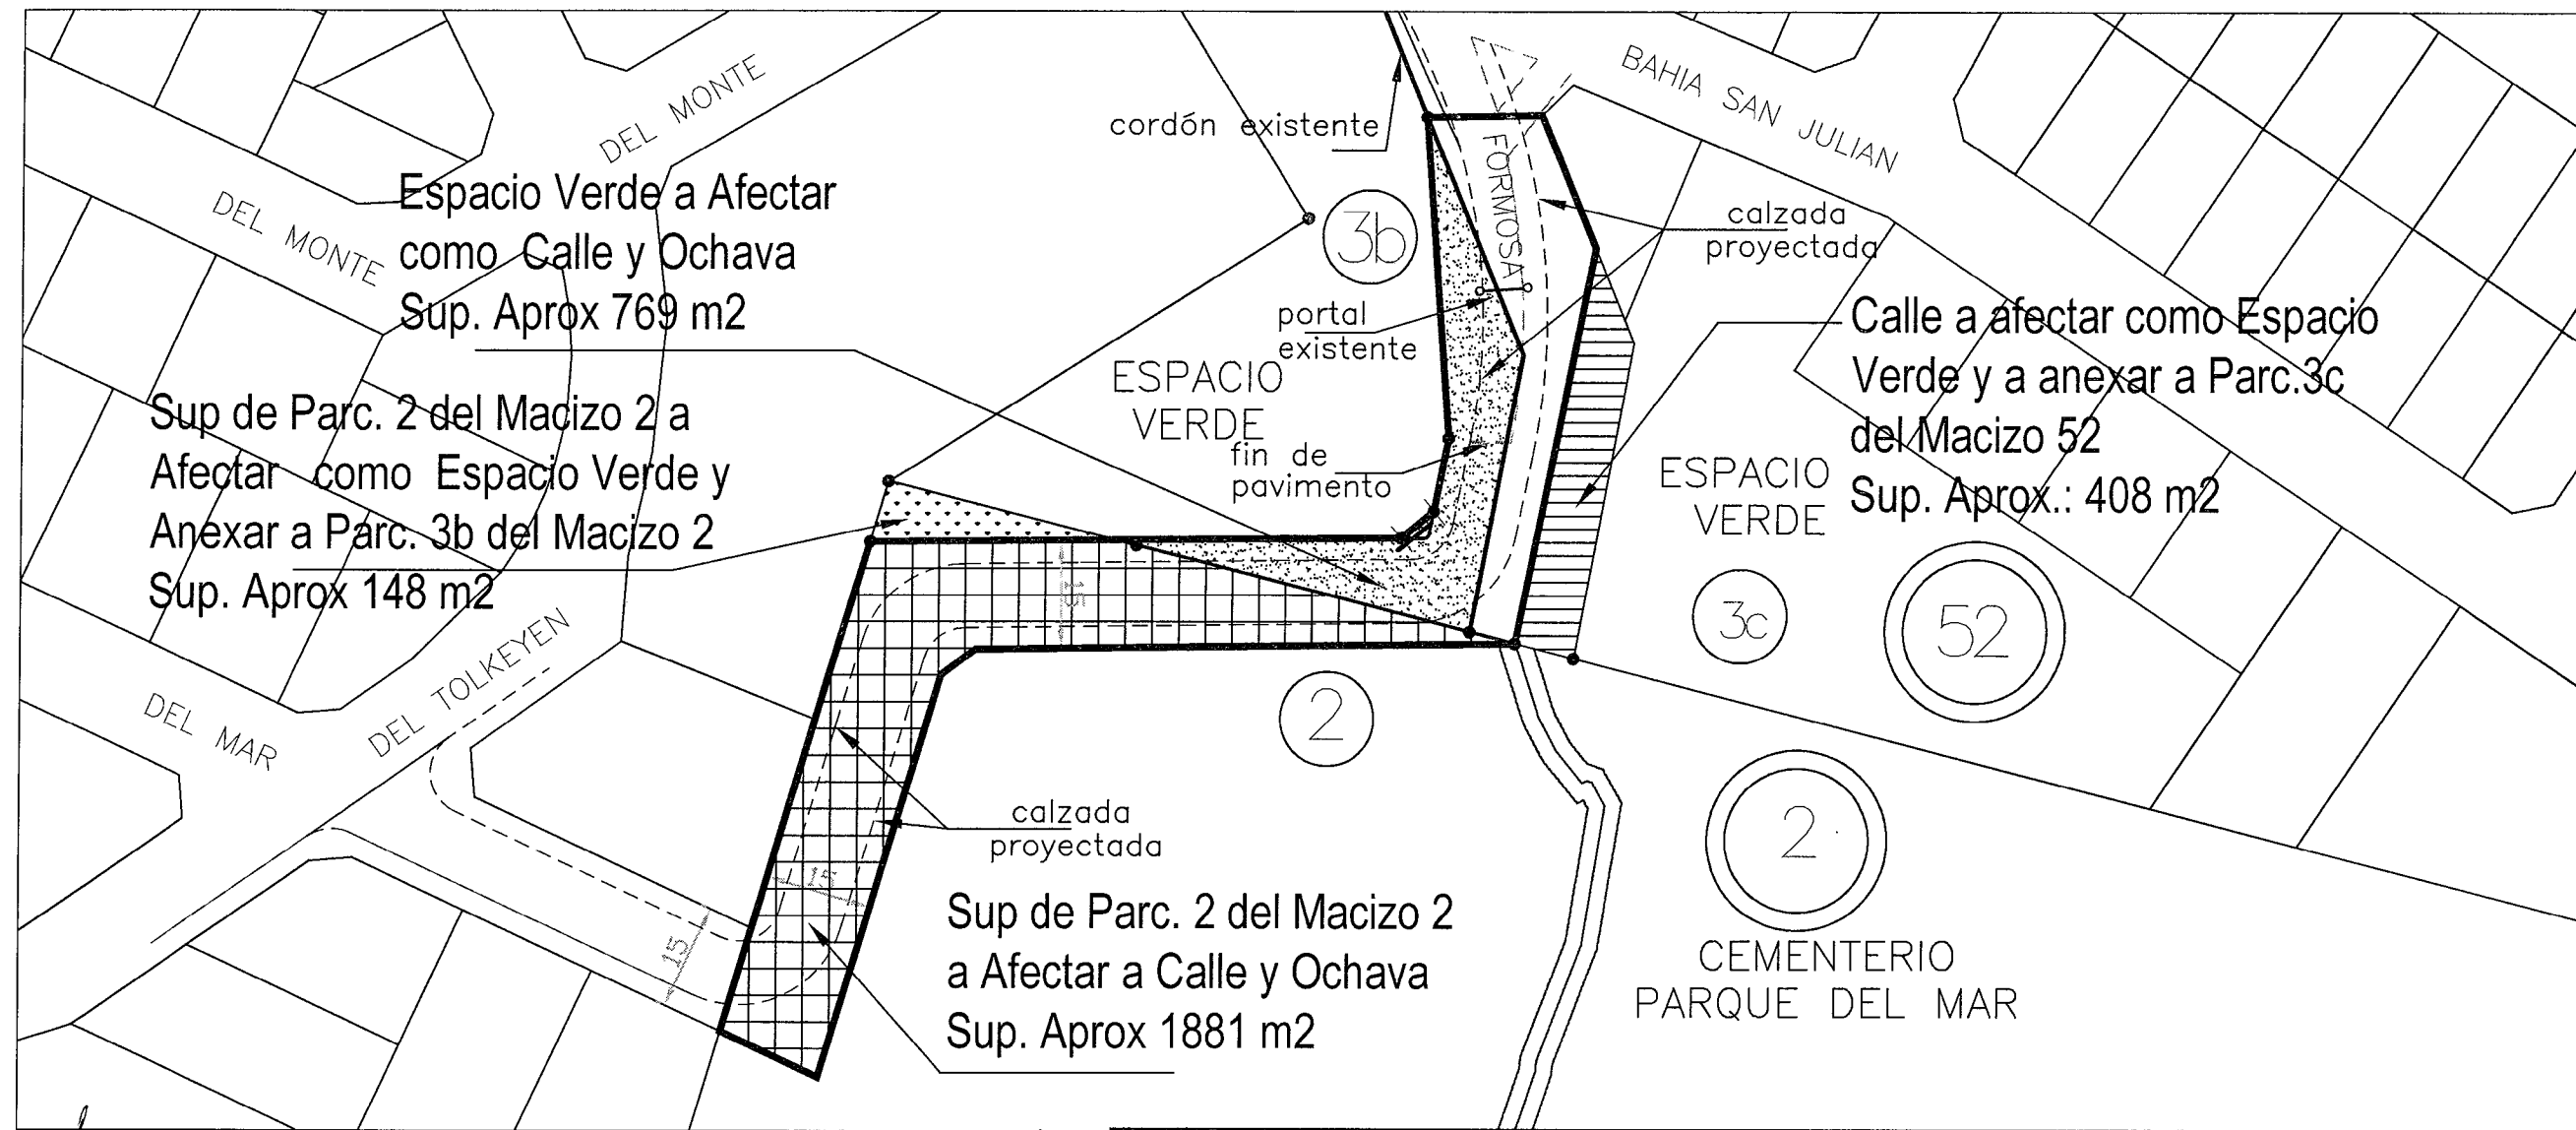 DEL MONTE
BAHIA SAN JULIAN
cordón existente
FORMOSA
DEL MONTE
Espacio Verde a Afectar
como Calle y Ochava
Sup. Aprox 769 m2
3b
calzada
proyectada
portal
existente
Calle a afectar como Espacio
Verde y a anexar a Parc.3c
del Macizo 52
Sup. Aprox.: 408 m2
ESPACIO
VERDE
Sup de Parc. 2 del Macizo 2 a
Afectar como Espacio Verde y
Anexar a Parc. 3b del Macizo 2
Sup. Aprox 148 m2
fin de
pavimento
ESPACIO
VERDE
15
3c
52
DEL TOLKEYEN
DEL MAR
2
calzada
proyectada
2
15
15
Sup de Parc. 2 del Macizo 2
a Afectar a Calle y Ochava
Sup. Aprox 1881 m2
CEMENTERIO
PARQUE DEL MAR